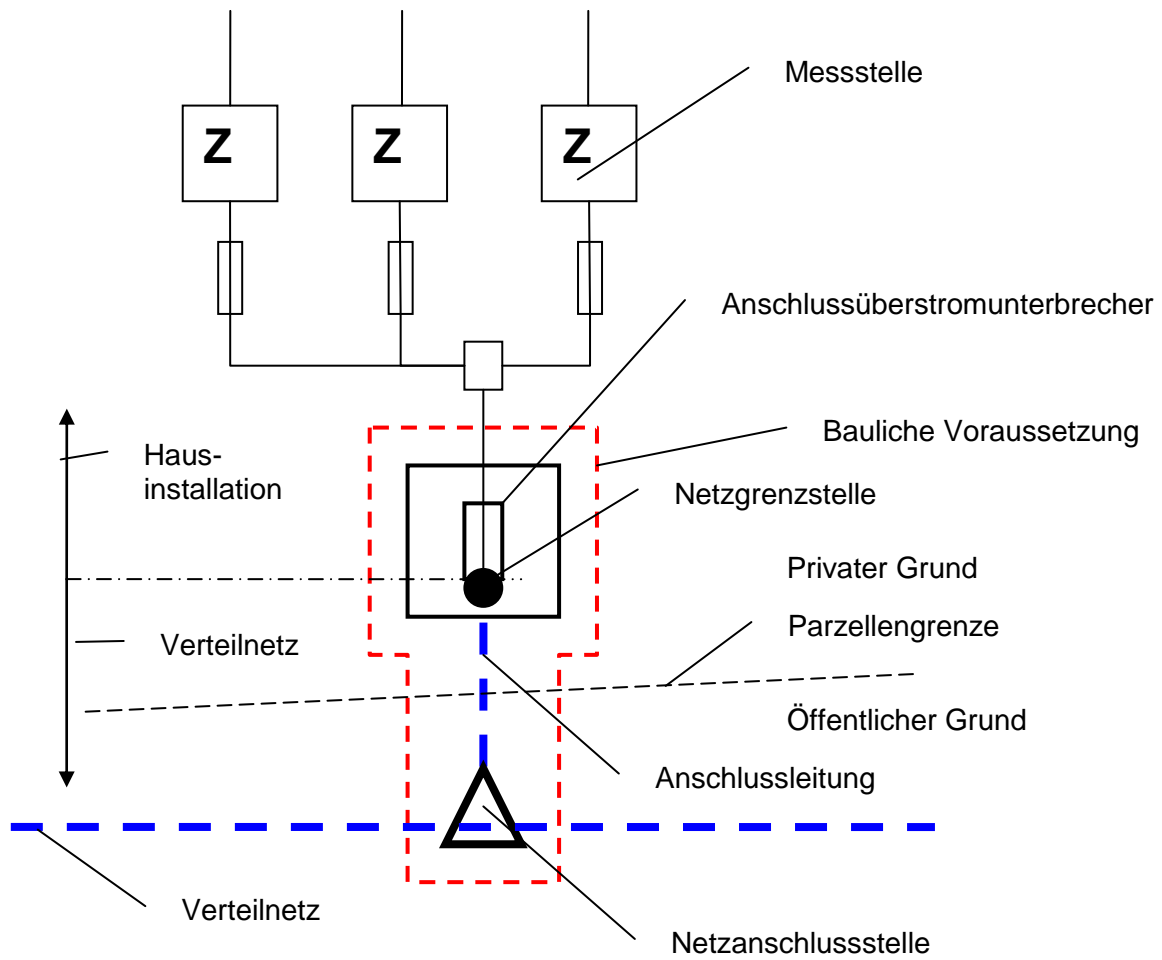 Messstelle
Z
Z
Z
Anschlussüberstromunterbrecher
Bauliche Voraussetzung
Haus-
installation
Netzgrenzstelle
Privater Grund
Parzellengrenze
Verteilnetz
Öffentlicher Grund
Anschlussleitung
Verteilnetz
Netzanschlussstelle